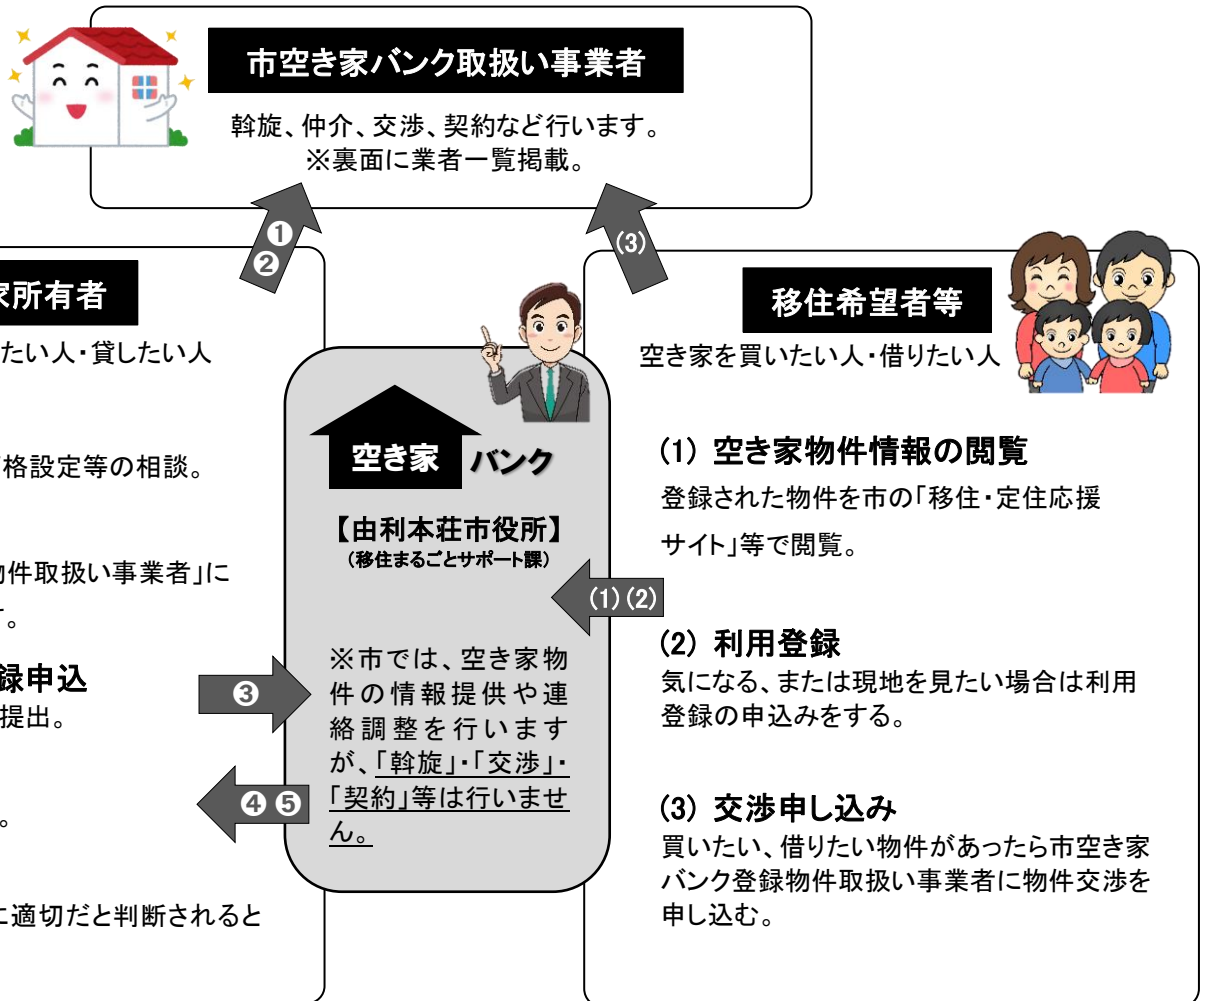 市空き家バンク取扱い事業者
斡旋、仲介、交渉、契約など行います。
※裏面に業者一覧掲載。
❶
❷
(3)
家所有者
たい人・貸したい人
格設定等の相談。
物件取扱い事業者」に
す。
録申込
提出。
。
に適切だと判断されると
❸
❹ ❺
空き家 バンク
【由利本荘市役所】
(移住まるごとサポート課)
※市では、空き家物
件の情報提供や連
絡調整を行います
が、「斡旋」・「交渉」・
「契約」等は行いませ
ん。
(1)(2)
移住希望者等
空き家を買いたい人・借りたい人
(1) 空き家物件情報の閲覧
登録された物件を市の「移住・定住応援
サイト」等で閲覧。
(2) 利用登録
気になる、または現地を見たい場合は利用
登録の申込みをする。
(3) 交渉申し込み
買いたい、借りたい物件があったら市空き家
バンク登録物件取扱い事業者に物件交渉を
申し込む。